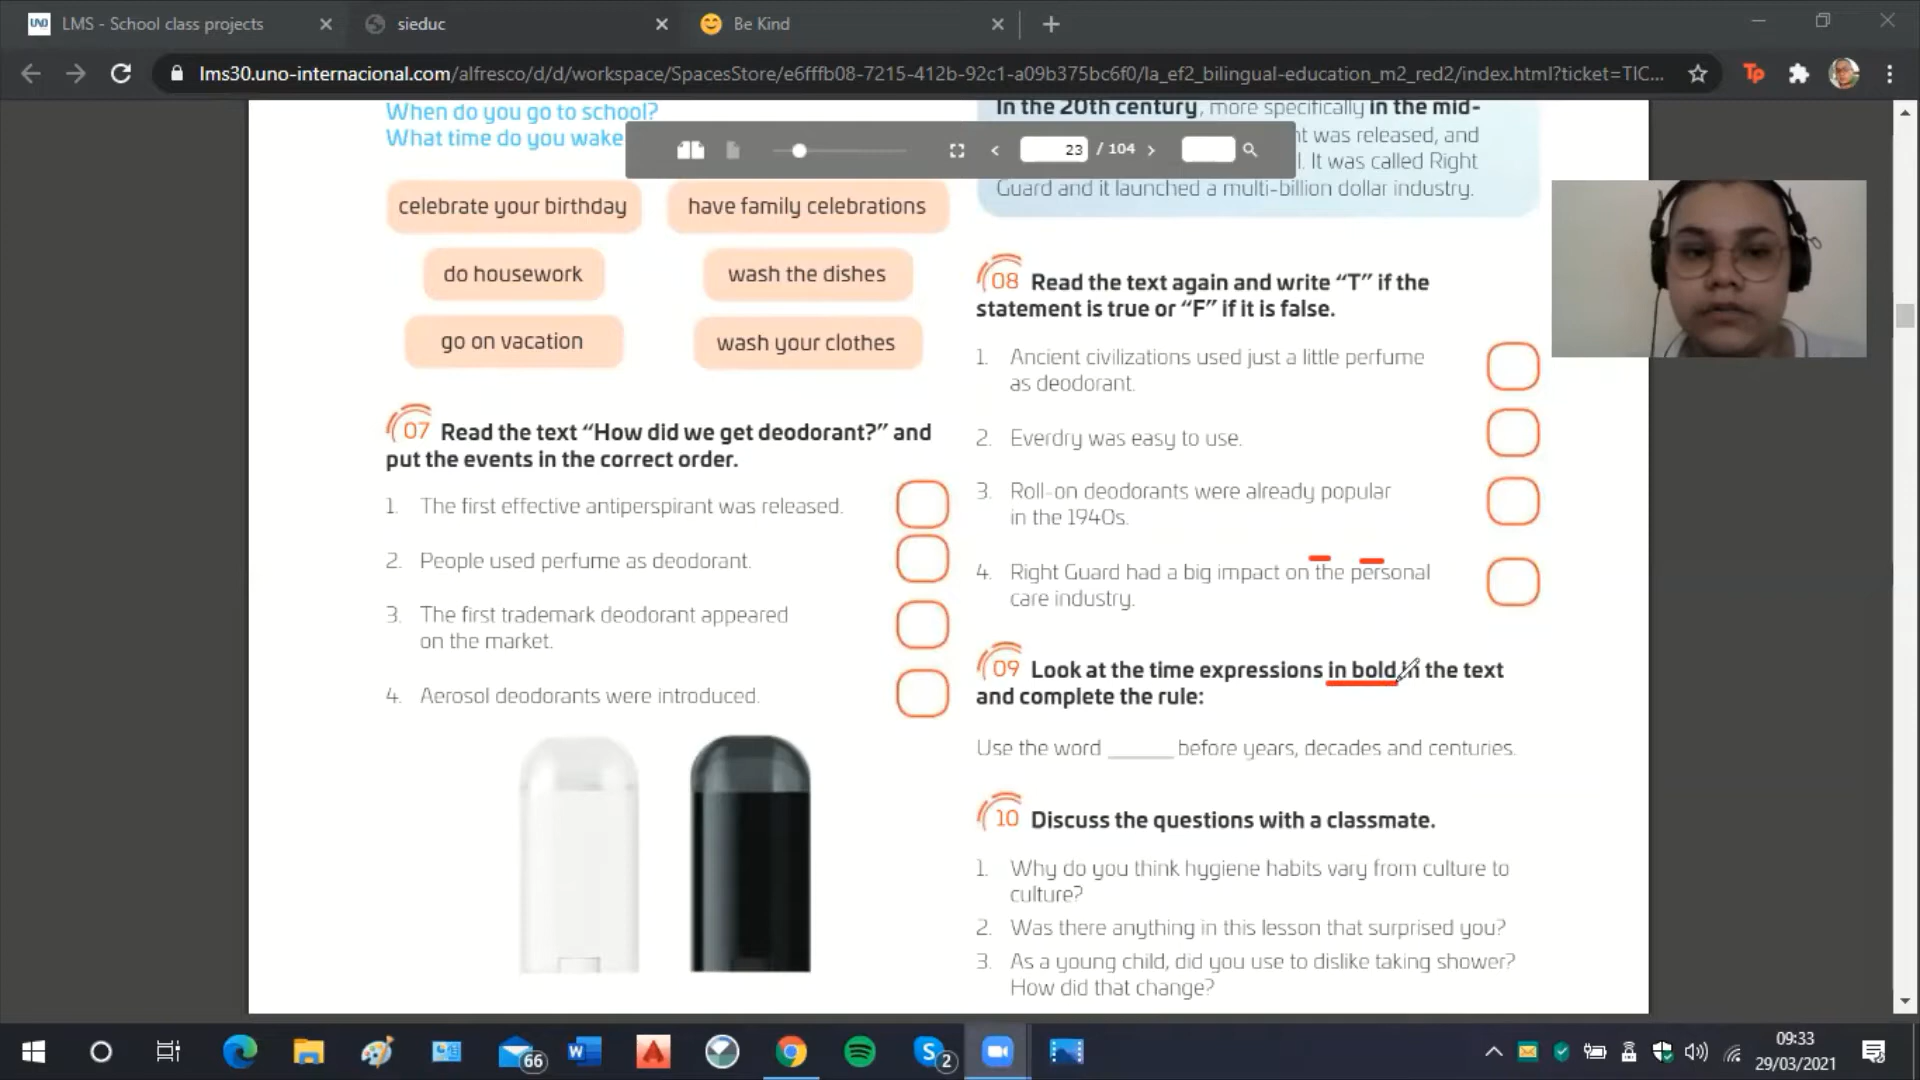 LMS - School class projects
sieduc
Be Kind
lms30.uno-internacional.com/alfresco/d/d/workspace/SpacesStore/e6fffb08-7215-412b-92c1-a09b375bc6f0/la_ef2_bilingual-education_m2_red2/index.html?ticket=TIC...
When do you go to school?
What time do you wake
23 / 104
celebrate your birthday
have family celebrations
do housework
wash the dishes
go on vacation
wash your clothes
07 Read the text “How did we get deodorant?” and
put the events in the correct order.
1. The first effective antiperspirant was released.
2. People used perfume as deodorant.
3. The first trademark deodorant appeared
on the market.
4. Aerosol deodorants were introduced.
In the 20th century, more specifically in the mid-
nt was released, and
l. It was called Right
Guard and it launched a multi-billion dollar industry.
08 Read the text again and write “T” if the
statement is true or “F” if it is false.
1. Ancient civilizations used just a little perfume
as deodorant.
2. Everdry was easy to use.
3. Roll-on deodorants were already popular
in the 1940s.
4. Right Guard had a big impact on the personal
care industry.
09 Look at the time expressions in bold in the text
and complete the rule:
Use the word ______ before years, decades and centuries.
10 Discuss the questions with a classmate.
1. Why do you think hygiene habits vary from culture to
culture?
2. Was there anything in this lesson that surprised you?
3. As a young child, did you use to dislike taking shower?
How did that change?
66
2
09:33
29/03/2021